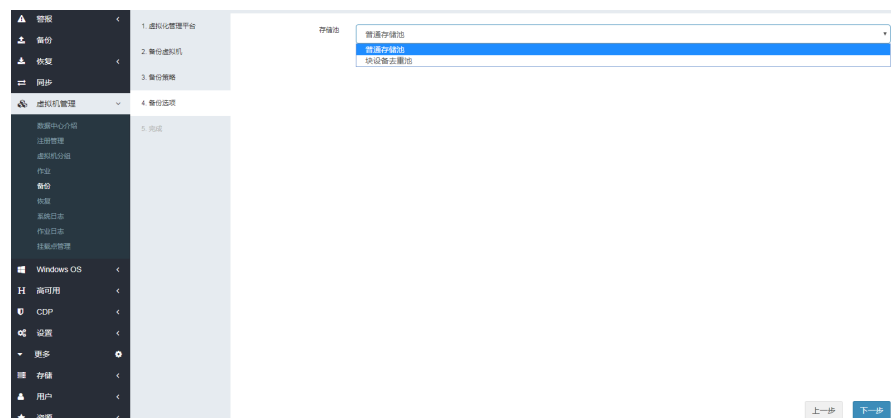 警报
备份
恢复
同步
虚拟机管理
数据中心介绍
注册管理
虚拟机分组
作业
备份
恢复
系统日志
作业日志
挂载点管理
Windows OS
H 高可用
CDP
设置
更多
存储
用户
资源
1. 虚拟化管理平台
2. 备份虚拟机
3. 备份策略
4. 备份选项
5. 完成
存储池
普通存储池
普通存储池
块设备去重池
上一步
下一步